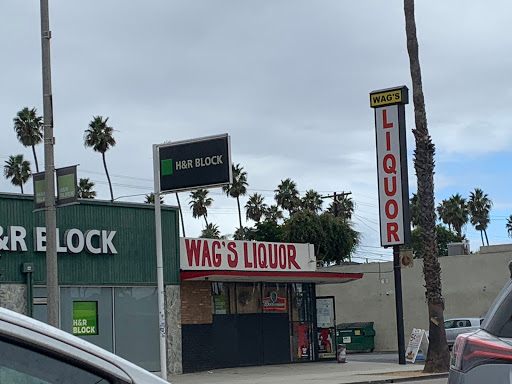 H&R BLOCK
WAG'S
LIQUOR
&R BLOCK
WAG'S LIQUOR
H&R
BLOCK